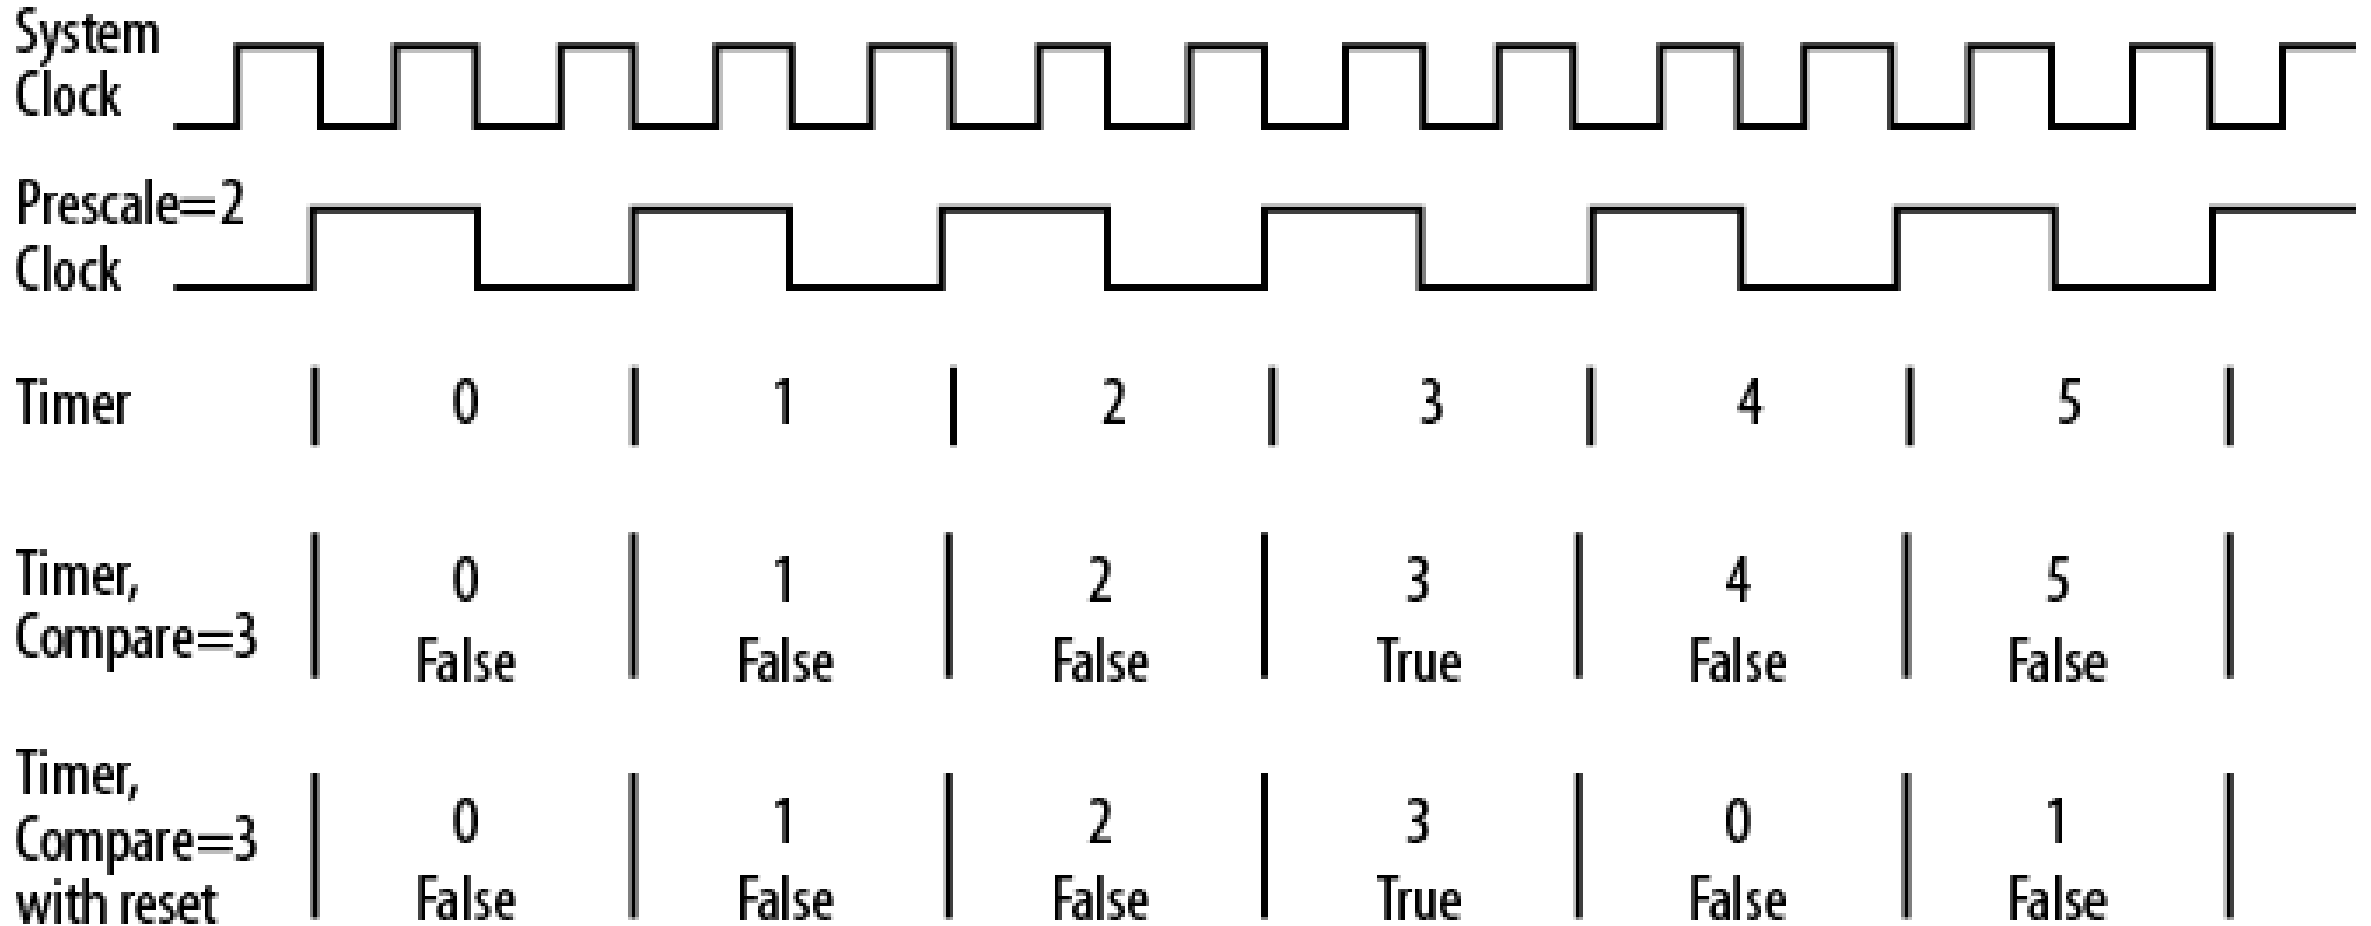 System
Clock
Prescale=2
Clock
Timer 0 1 2 3 4 5
Timer, 0 1 2 3 4 5
Compare=3 False False False True False False
Timer,
Compare=3 0 1 2 3 0 1
with reset False False False True False False